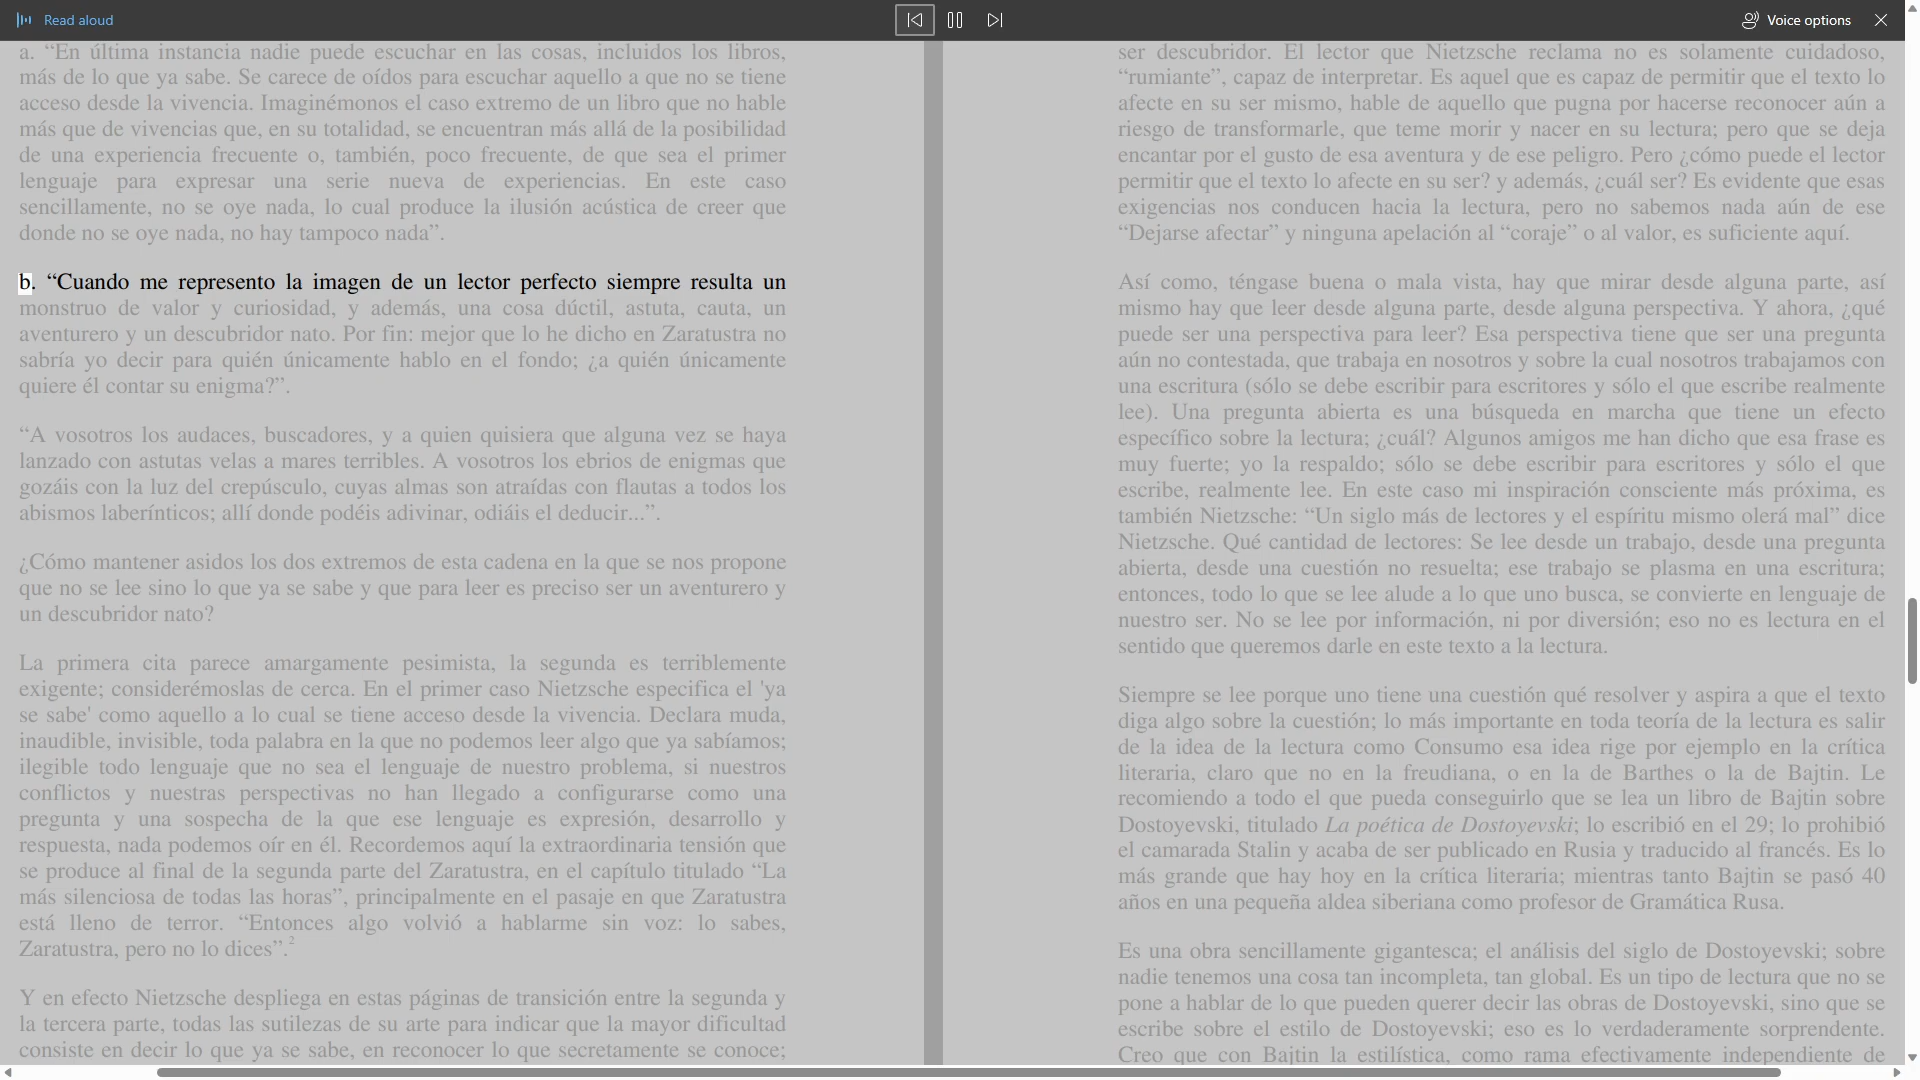 Read aloud
Voice options
a. “En última instancia nadie puede escuchar en las cosas, incluidos los libros,
más de lo que ya sabe. Se carece de oídos para escuchar aquello a que no se tiene
acceso desde la vivencia. Imaginémonos el caso extremo de un libro que no hable
más que de vivencias que, en su totalidad, se encuentran más allá de la posibilidad
de una experiencia frecuente o, también, poco frecuente, de que sea el primer
lenguaje para expresar una serie nueva de experiencias. En este caso
sencillamente, no se oye nada, lo cual produce la ilusión acústica de creer que
donde no se oye nada, no hay tampoco nada”.
b. “Cuando me represento la imagen de un lector perfecto siempre resulta un
monstruo de valor y curiosidad, y además, una cosa dúctil, astuta, cauta, un
aventurero y un descubridor nato. Por fin: mejor que lo he dicho en Zaratustra no
sabría yo decir para quién únicamente hablo en el fondo; ¿a quién únicamente
quiere él contar su enigma?”.
“A vosotros los audaces, buscadores, y a quien quisiera que alguna vez se haya
lanzado con astutas velas a mares terribles. A vosotros los ebrios de enigmas que
gozáis con la luz del crepúsculo, cuyas almas son atraídas con flautas a todos los
abismos laberínticos; allí donde podéis adivinar, odiáis el deducir...”.
¿Cómo mantener asidos los dos extremos de esta cadena en la que se nos propone
que no se lee sino lo que ya se sabe y que para leer es preciso ser un aventurero y
un descubridor nato?
La primera cita parece amargamente pesimista, la segunda es terriblemente
exigente; considerémoslas de cerca. En el primer caso Nietzsche especifica el 'ya
se sabe' como aquello a lo cual se tiene acceso desde la vivencia. Declara muda,
inaudible, invisible, toda palabra en la que no podemos leer algo que ya sabíamos;
ilegible todo lenguaje que no sea el lenguaje de nuestro problema, si nuestros
conflictos y nuestras perspectivas no han llegado a configurarse como una
pregunta y una sospecha de la que ese lenguaje es expresión, desarrollo y
respuesta, nada podemos oír en él. Recordemos aquí la extraordinaria tensión que
se produce al final de la segunda parte del Zaratustra, en el capítulo titulado “La
más silenciosa de todas las horas”, principalmente en el pasaje en que Zaratustra
está lleno de terror. “Entonces algo volvió a hablarme sin voz: lo sabes,
Zaratustra, pero no lo dices”.²
Y en efecto Nietzsche despliega en estas páginas de transición entre la segunda y
la tercera parte, todas las sutilezas de su arte para indicar que la mayor dificultad
consiste en decir lo que ya se sabe, en reconocer lo que secretamente se conoce;
ser descubridor. El lector que Nietzsche reclama no es solamente cuidadoso,
“rumiante”, capaz de interpretar. Es aquel que es capaz de permitir que el texto lo
afecte en su ser mismo, hable de aquello que pugna por hacerse reconocer aún a
riesgo de transformarle, que teme morir y nacer en su lectura; pero que se deja
encantar por el gusto de esa aventura y de ese peligro. Pero ¿cómo puede el lector
permitir que el texto lo afecte en su ser? y además, ¿cuál ser? Es evidente que esas
exigencias nos conducen hacia la lectura, pero no sabemos nada aún de ese
“Dejarse afectar” y ninguna apelación al “coraje” o al valor, es suficiente aquí.
Así como, téngase buena o mala vista, hay que mirar desde alguna parte, así
mismo hay que leer desde alguna parte, desde alguna perspectiva. Y ahora, ¿qué
puede ser una perspectiva para leer? Esa perspectiva tiene que ser una pregunta
aún no contestada, que trabaja en nosotros y sobre la cual nosotros trabajamos con
una escritura (sólo se debe escribir para escritores y sólo el que escribe realmente
lee). Una pregunta abierta es una búsqueda en marcha que tiene un efecto
específico sobre la lectura; ¿cuál? Algunos amigos me han dicho que esa frase es
muy fuerte; yo la respaldo; sólo se debe escribir para escritores y sólo el que
escribe, realmente lee. En este caso mi inspiración consciente más próxima, es
también Nietzsche: “Un siglo más de lectores y el espíritu mismo olerá mal” dice
Nietzsche. Qué cantidad de lectores: Se lee desde un trabajo, desde una pregunta
abierta, desde una cuestión no resuelta; ese trabajo se plasma en una escritura;
entonces, todo lo que se lee alude a lo que uno busca, se convierte en lenguaje de
nuestro ser. No se lee por información, ni por diversión; eso no es lectura en el
sentido que queremos darle en este texto a la lectura.
Siempre se lee porque uno tiene una cuestión qué resolver y aspira a que el texto
diga algo sobre la cuestión; lo más importante en toda teoría de la lectura es salir
de la idea de la lectura como Consumo esa idea rige por ejemplo en la crítica
literaria, claro que no en la freudiana, o en la de Barthes o la de Bajtin. Le
recomiendo a todo el que pueda conseguirlo que se lea un libro de Bajtin sobre
Dostoyevski, titulado La poética de Dostoyevski; lo escribió en el 29; lo prohibió
el camarada Stalin y acaba de ser publicado en Rusia y traducido al francés. Es lo
más grande que hay hoy en la crítica literaria; mientras tanto Bajtin se pasó 40
años en una pequeña aldea siberiana como profesor de Gramática Rusa.
Es una obra sencillamente gigantesca; el análisis del siglo de Dostoyevski; sobre
nadie tenemos una cosa tan incompleta, tan global. Es un tipo de lectura que no se
pone a hablar de lo que pueden querer decir las obras de Dostoyevski, sino que se
escribe sobre el estilo de Dostoyevski; eso es lo verdaderamente sorprendente.
Creo que con Bajtin la estilística, como rama efectivamente independiente de